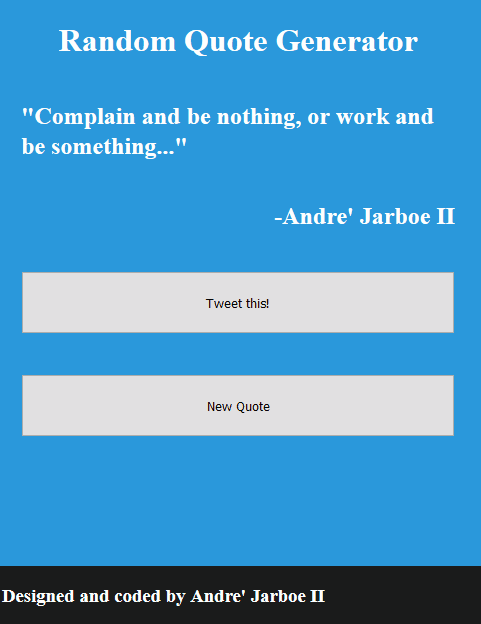 Random Quote Generator
"Complain and be nothing, or work and
be something..."
-Andre' Jarboe II
Tweet this!
New Quote
Designed and coded by Andre' Jarboe II